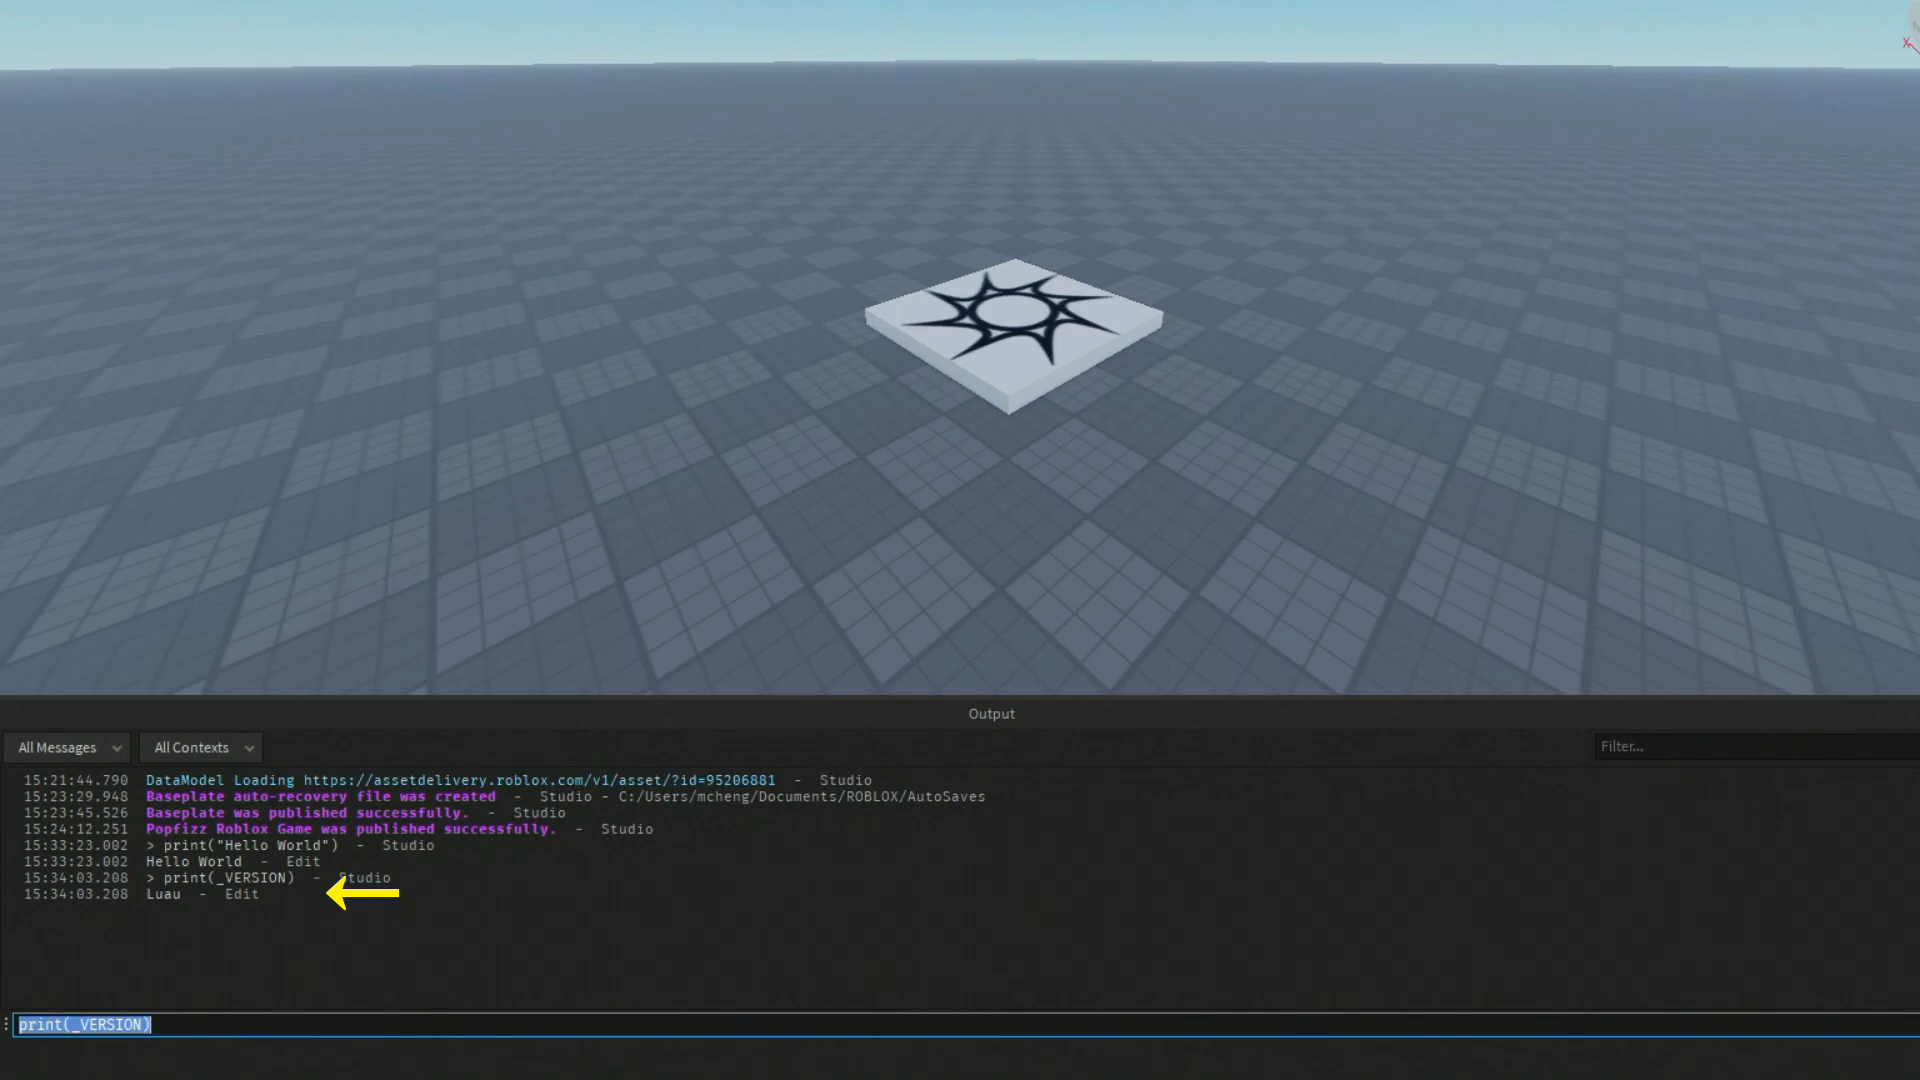 X
Output
All Messages All Contexts Filter...
15:21:44.790 DataModel Loading https://assetdelivery.roblox.com/v1/asset/?id=95206881 - Studio
15:23:29.948 Baseplate auto-recovery file was created - Studio - C:/Users/mcheng/Documents/ROBLOX/AutoSaves
15:23:45.526 Baseplate was published successfully. - Studio
15:24:12.251 Popfizz Roblox Game was published successfully. - Studio
15:33:23.002 > print("Hello World") - Studio
15:33:23.002 Hello World - Edit
15:34:03.208 > print(_VERSION) - Studio
15:34:03.208 Luau - Edit
print(_VERSION)